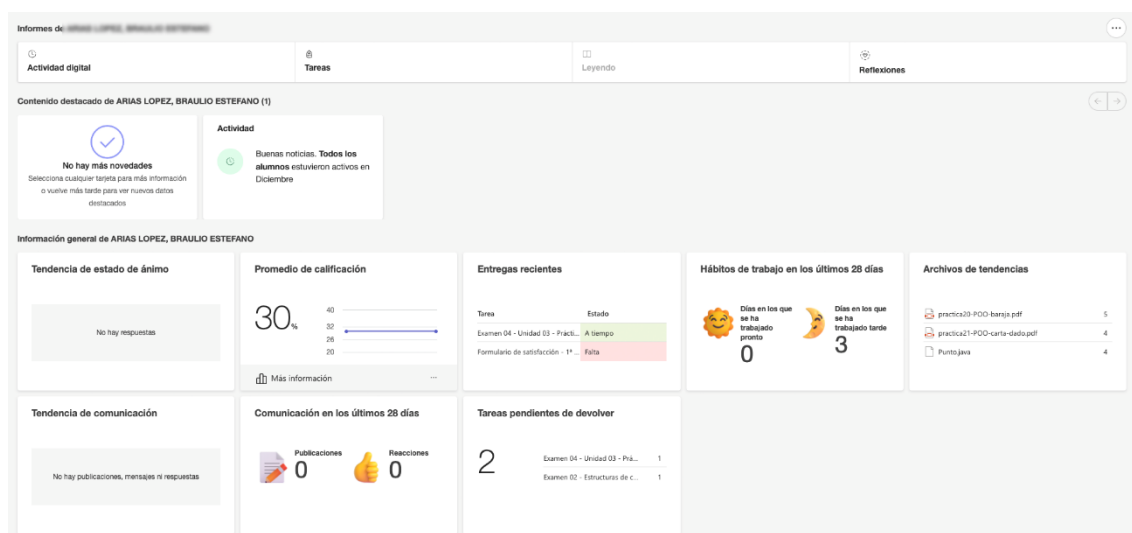 Informes de
Actividad digital
Tareas
Leyendo
Reflexiones
Contenido destacado de ARIAS LOPEZ, BRAULIO ESTEFANO (1)
No hay más novedades
Selecciona cualquier tarjeta para más información
o vuelve más tarde para ver nuevos datos
destacados
Actividad
Buenas noticias. Todos los
alumnos estuvieron activos en
Diciembre
Información general de ARIAS LOPEZ, BRAULIO ESTEFANO
Tendencia de estado de ánimo
No hay respuestas
Promedio de calificación
30%
40
32
26
20
Más información
Entregas recientes
Tarea Estado
Examen 04 - Unidad 03 - Prácti... A tiempo
Formulario de satisfacción - 1º ... Falta
Hábitos de trabajo en los últimos 28 días
Días en los que
se ha
trabajado
pronto
0
Días en los que
se ha
trabajado tarde
3
Archivos de tendencias
practica20-POO-baraja.pdf 5
practica21-POO-carta-dado.pdf 4
Punto.java 4
Tendencia de comunicación
No hay publicaciones, mensajes ni respuestas
Comunicación en los últimos 28 días
Publicaciones
0
Reacciones
0
Tareas pendientes de devolver
2
Examen 04 - Unidad 03 - Prá... 1
Examen 02 - Estructuras de c... 1